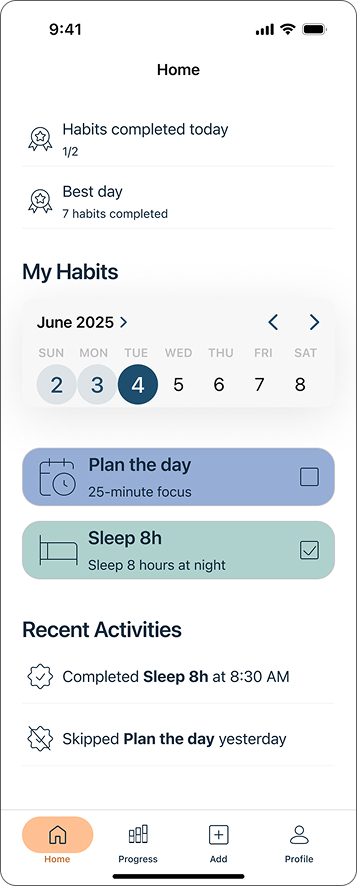 9:41
Home
Habits completed today
1/2
Best day
7 habits completed
My Habits
June 2025
SUN MON TUE WED THU FRI SAT
2 3 4 5 6 7 8
Plan the day
25-minute focus
Sleep 8h
Sleep 8 hours at night
Recent Activities
Completed Sleep 8h at 8:30 AM
Skipped Plan the day yesterday
Home Progress Add Profile